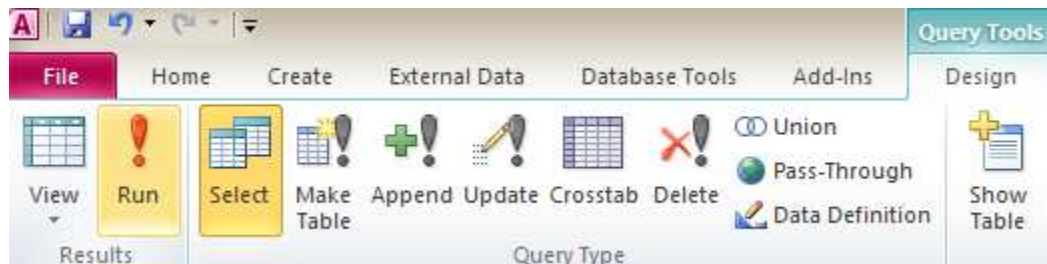 A
Query Tools
File Home Create External Data Database Tools Add-Ins Design
View Run Select Make Table Append Update Crosstab Delete Union Pass-Through Data Definition Show Table
Results Query Type